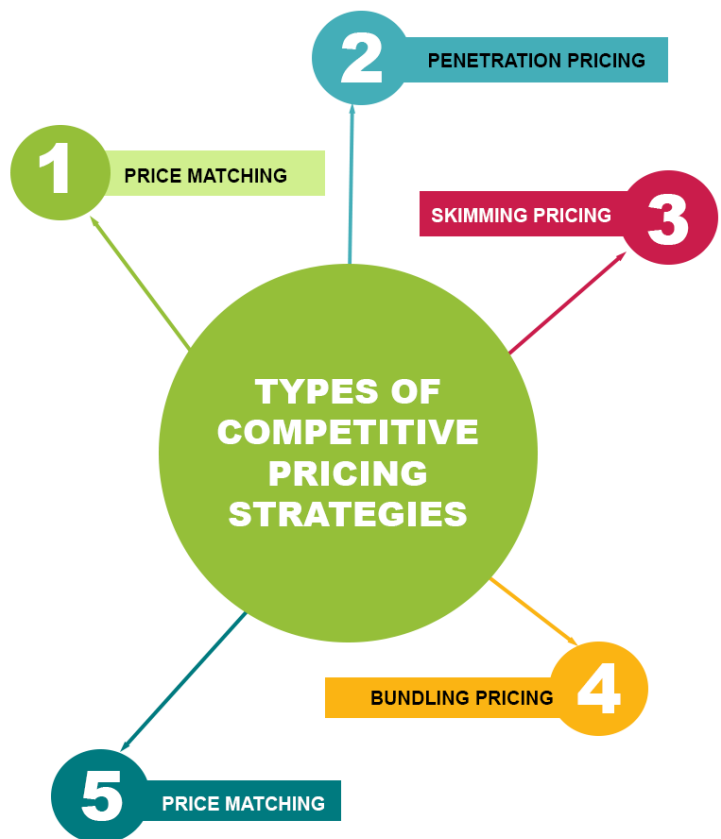 2
PENETRATION PRICING
1
PRICE MATCHING
SKIMMING PRICING
3
TYPES OF
COMPETITIVE
PRICING
STRATEGIES
BUNDLING PRICING
4
5
PRICE MATCHING